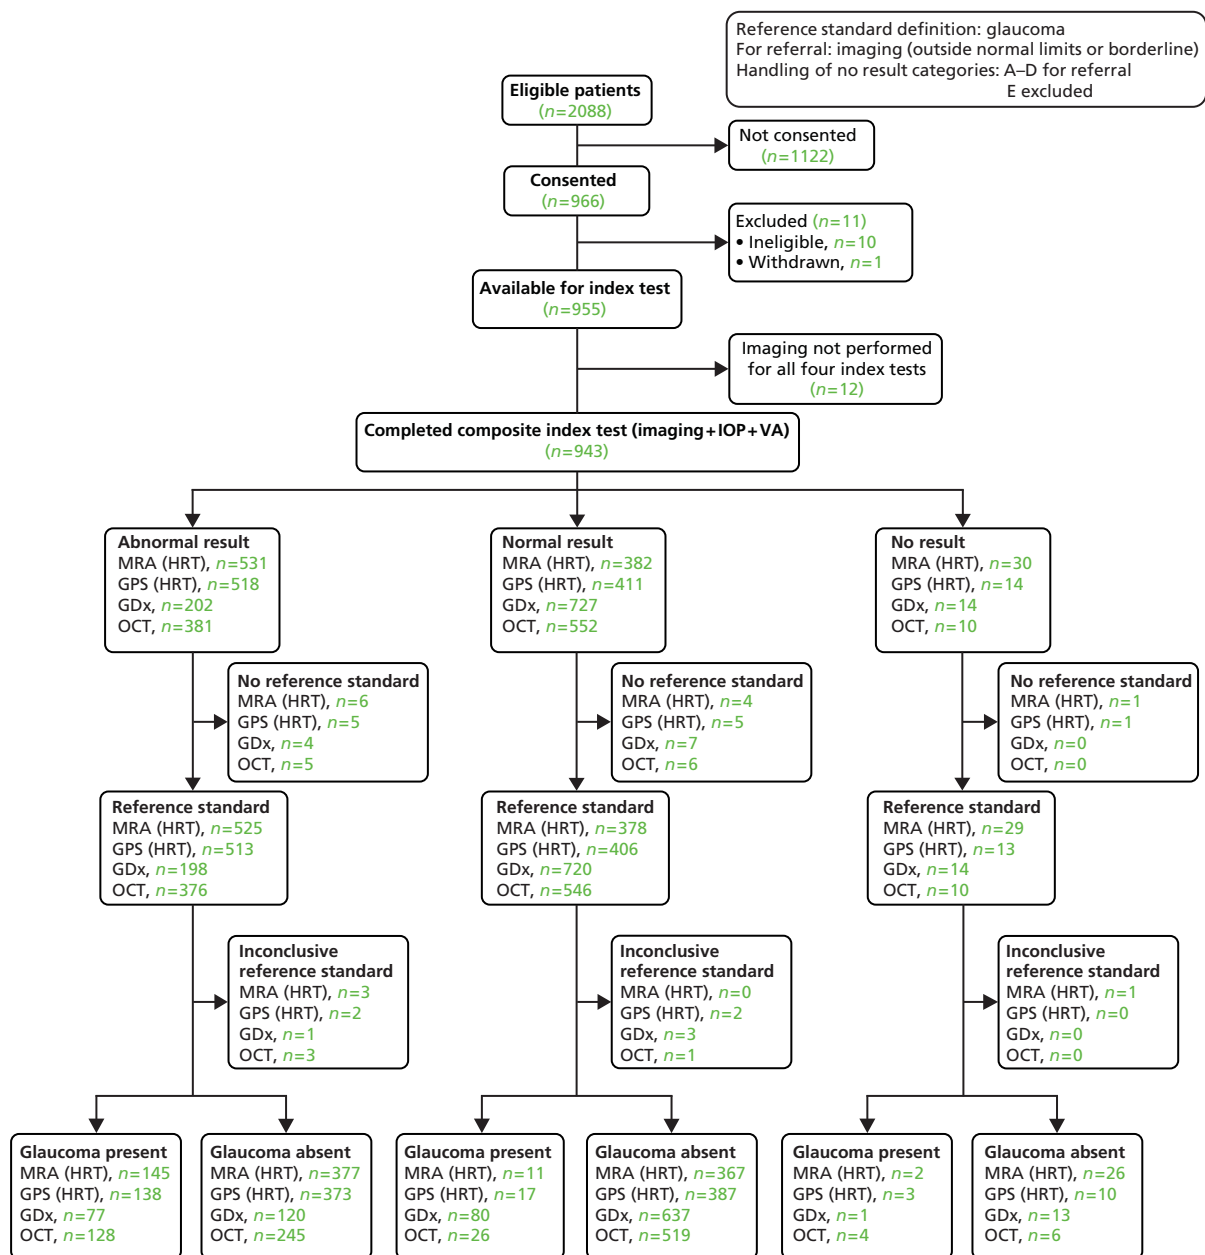 Reference standard definition: glaucoma
For referral: imaging (outside normal limits or borderline)
Handling of no result categories: A–D for referral
E excluded
Eligible patients
(n=2088)
Not consented
(n=1122)
Consented
(n=966)
Excluded (n=11)
• Ineligible, n=10
• Withdrawn, n=1
Available for index test
(n=955)
Imaging not performed
for all four index tests
(n=12)
Completed composite index test (imaging+IOP+VA)
(n=943)
Abnormal result
MRA (HRT), n=531
GPS (HRT), n=518
GDx, n=202
OCT, n=381
Normal result
MRA (HRT), n=382
GPS (HRT), n=411
GDx, n=727
OCT, n=552
No result
MRA (HRT), n=30
GPS (HRT), n=14
GDx, n=14
OCT, n=10
No reference standard
MRA (HRT), n=6
GPS (HRT), n=5
GDx, n=4
OCT, n=5
No reference standard
MRA (HRT), n=4
GPS (HRT), n=5
GDx, n=7
OCT, n=6
No reference standard
MRA (HRT), n=1
GPS (HRT), n=1
GDx, n=0
OCT, n=0
Reference standard
MRA (HRT), n=525
GPS (HRT), n=513
GDx, n=198
OCT, n=376
Reference standard
MRA (HRT), n=378
GPS (HRT), n=406
GDx, n=720
OCT, n=546
Reference standard
MRA (HRT), n=29
GPS (HRT), n=13
GDx, n=14
OCT, n=10
Inconclusive
reference standard
MRA (HRT), n=3
GPS (HRT), n=2
GDx, n=1
OCT, n=3
Inconclusive
reference standard
MRA (HRT), n=0
GPS (HRT), n=2
GDx, n=3
OCT, n=1
Inconclusive
reference standard
MRA (HRT), n=1
GPS (HRT), n=0
GDx, n=0
OCT, n=0
Glaucoma present
MRA (HRT), n=145
GPS (HRT), n=138
GDx, n=77
OCT, n=128
Glaucoma absent
MRA (HRT), n=377
GPS (HRT), n=373
GDx, n=120
OCT, n=245
Glaucoma present
MRA (HRT), n=11
GPS (HRT), n=17
GDx, n=80
OCT, n=26
Glaucoma absent
MRA (HRT), n=367
GPS (HRT), n=387
GDx, n=637
OCT, n=519
Glaucoma present
MRA (HRT), n=2
GPS (HRT), n=3
GDx, n=1
OCT, n=4
Glaucoma absent
MRA (HRT), n=26
GPS (HRT), n=10
GDx, n=13
OCT, n=6